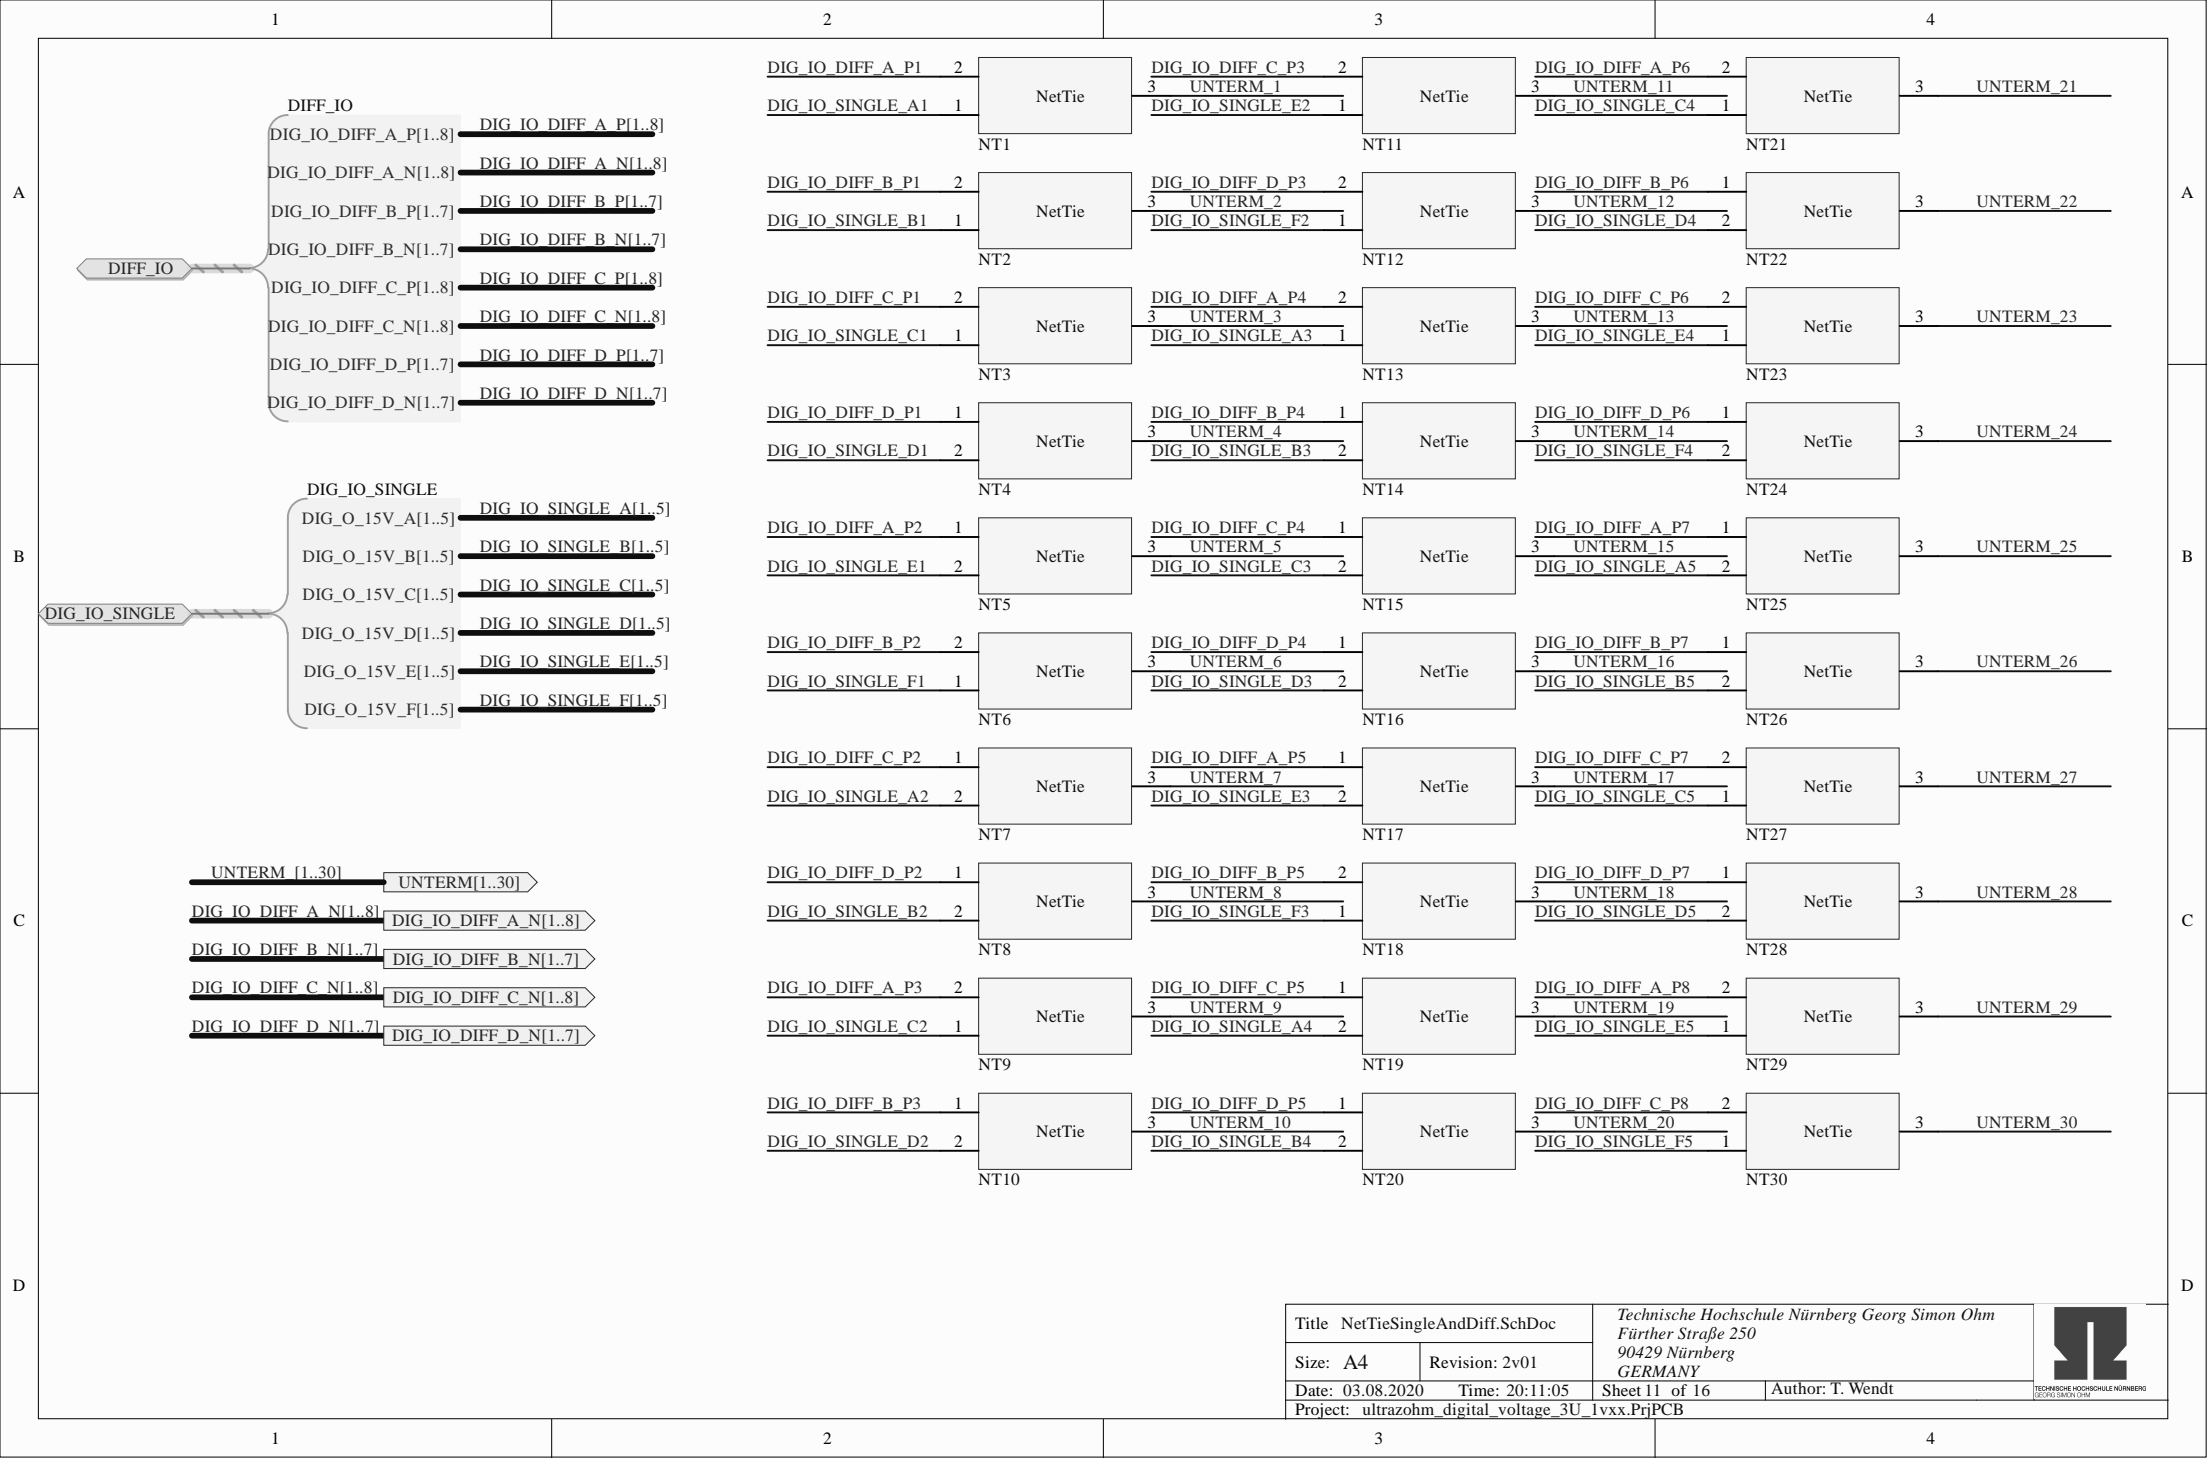 1 2 3 4
A A
B B
C C
D D
1 2 3 4
DIFF_IO
DIFF_IO
DIG_IO_DIFF_A_P[1..8] DIG_IO_DIFF_A_P[1..8]
DIG_IO_DIFF_A_N[1..8] DIG_IO_DIFF_A_N[1..8]
DIG_IO_DIFF_B_P[1..7] DIG_IO_DIFF_B_P[1..7]
DIG_IO_DIFF_B_N[1..7] DIG_IO_DIFF_B_N[1..7]
DIG_IO_DIFF_C_P[1..8] DIG_IO_DIFF_C_P[1..8]
DIG_IO_DIFF_C_N[1..8] DIG_IO_DIFF_C_N[1..8]
DIG_IO_DIFF_D_P[1..7] DIG_IO_DIFF_D_P[1..7]
DIG_IO_DIFF_D_N[1..7] DIG_IO_DIFF_D_N[1..7]
DIG_IO_SINGLE
DIG_IO_SINGLE
DIG_O_15V_A[1..5] DIG_IO_SINGLE_A[1..5]
DIG_O_15V_B[1..5] DIG_IO_SINGLE_B[1..5]
DIG_O_15V_C[1..5] DIG_IO_SINGLE_C[1..5]
DIG_O_15V_D[1..5] DIG_IO_SINGLE_D[1..5]
DIG_O_15V_E[1..5] DIG_IO_SINGLE_E[1..5]
DIG_O_15V_F[1..5] DIG_IO_SINGLE_F[1..5]
UNTERM_[1..30] UNTERM[1..30]
DIG_IO_DIFF_A_N[1..8] DIG_IO_DIFF_A_N[1..8]
DIG_IO_DIFF_B_N[1..7] DIG_IO_DIFF_B_N[1..7]
DIG_IO_DIFF_C_N[1..8] DIG_IO_DIFF_C_N[1..8]
DIG_IO_DIFF_D_N[1..7] DIG_IO_DIFF_D_N[1..7]
DIG_IO_DIFF_A_P1 2
NetTie 3 UNTERM_1
DIG_IO_SINGLE_A1 1
NT1
DIG_IO_DIFF_B_P1 2
NetTie 3 UNTERM_2
DIG_IO_SINGLE_B1 1
NT2
DIG_IO_DIFF_C_P1 2
NetTie 3 UNTERM_3
DIG_IO_SINGLE_C1 1
NT3
DIG_IO_DIFF_D_P1 1
NetTie 3 UNTERM_4
DIG_IO_SINGLE_D1 2
NT4
DIG_IO_DIFF_A_P2 1
NetTie 3 UNTERM_5
DIG_IO_SINGLE_E1 2
NT5
DIG_IO_DIFF_B_P2 2
NetTie 3 UNTERM_6
DIG_IO_SINGLE_F1 1
NT6
DIG_IO_DIFF_C_P2 1
NetTie 3 UNTERM_7
DIG_IO_SINGLE_A2 2
NT7
DIG_IO_DIFF_D_P2 1
NetTie 3 UNTERM_8
DIG_IO_SINGLE_B2 2
NT8
DIG_IO_DIFF_A_P3 2
NetTie 3 UNTERM_9
DIG_IO_SINGLE_C2 1
NT9
DIG_IO_DIFF_B_P3 1
NetTie 3 UNTERM_10
DIG_IO_SINGLE_D2 2
NT10
DIG_IO_DIFF_C_P3 2
NetTie 3 UNTERM_11
DIG_IO_SINGLE_E2 1
NT11
DIG_IO_DIFF_D_P3 2
NetTie 3 UNTERM_12
DIG_IO_SINGLE_F2 1
NT12
DIG_IO_DIFF_A_P4 2
NetTie 3 UNTERM_13
DIG_IO_SINGLE_A3 1
NT13
DIG_IO_DIFF_B_P4 1
NetTie 3 UNTERM_14
DIG_IO_SINGLE_B3 2
NT14
DIG_IO_DIFF_C_P4 1
NetTie 3 UNTERM_15
DIG_IO_SINGLE_C3 2
NT15
DIG_IO_DIFF_D_P4 1
NetTie 3 UNTERM_16
DIG_IO_SINGLE_D3 2
NT16
DIG_IO_DIFF_A_P5 1
NetTie 3 UNTERM_17
DIG_IO_SINGLE_E3 2
NT17
DIG_IO_DIFF_B_P5 2
NetTie 3 UNTERM_18
DIG_IO_SINGLE_F3 1
NT18
DIG_IO_DIFF_C_P5 1
NetTie 3 UNTERM_19
DIG_IO_SINGLE_A4 2
NT19
DIG_IO_DIFF_D_P5 1
NetTie 3 UNTERM_20
DIG_IO_SINGLE_B4 2
NT20
DIG_IO_DIFF_A_P6 2
NetTie 3 UNTERM_21
DIG_IO_SINGLE_C4 1
NT21
DIG_IO_DIFF_B_P6 1
NetTie 3 UNTERM_22
DIG_IO_SINGLE_D4 2
NT22
DIG_IO_DIFF_C_P6 2
NetTie 3 UNTERM_23
DIG_IO_SINGLE_E4 1
NT23
DIG_IO_DIFF_D_P6 1
NetTie 3 UNTERM_24
DIG_IO_SINGLE_F4 2
NT24
DIG_IO_DIFF_A_P7 1
NetTie 3 UNTERM_25
DIG_IO_SINGLE_A5 2
NT25
DIG_IO_DIFF_B_P7 1
NetTie 3 UNTERM_26
DIG_IO_SINGLE_B5 2
NT26
DIG_IO_DIFF_C_P7 2
NetTie 3 UNTERM_27
DIG_IO_SINGLE_C5 1
NT27
DIG_IO_DIFF_D_P7 1
NetTie 3 UNTERM_28
DIG_IO_SINGLE_D5 2
NT28
DIG_IO_DIFF_A_P8 2
NetTie 3 UNTERM_29
DIG_IO_SINGLE_E5 1
NT29
DIG_IO_DIFF_C_P8 2
NetTie 3 UNTERM_30
DIG_IO_SINGLE_F5 1
NT30
Title NetTieSingleAndDiff.SchDoc
Size: A4 Revision: 2v01
Date: 03.08.2020 Time: 20:11:05 Sheet 11 of 16 Author: T. Wendt
Project: ultrazohm_digital_voltage_3U_1vxx.PrjPCB
Technische Hochschule Nürnberg Georg Simon Ohm
Fürther Straße 250
90429 Nürnberg
GERMANY
TECHNISCHE HOCHSCHULE NÜRNBERG
GEORG SIMON OHM